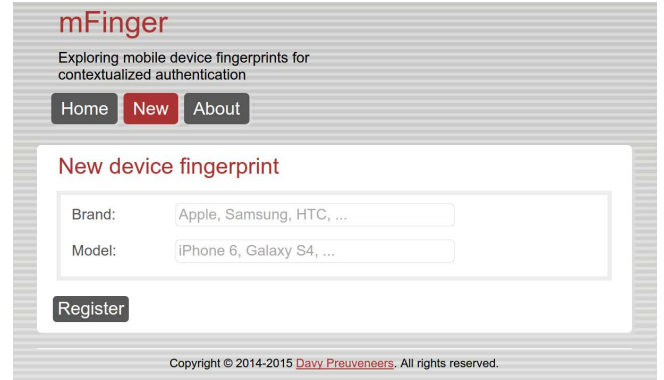 mFinger
Exploring mobile device fingerprints for
contextualized authentication
Home New About
New device fingerprint
Brand: Apple, Samsung, HTC, ...
Model: iPhone 6, Galaxy S4, ...
Register
Copyright © 2014-2015 Davy Preuveneers. All rights reserved.